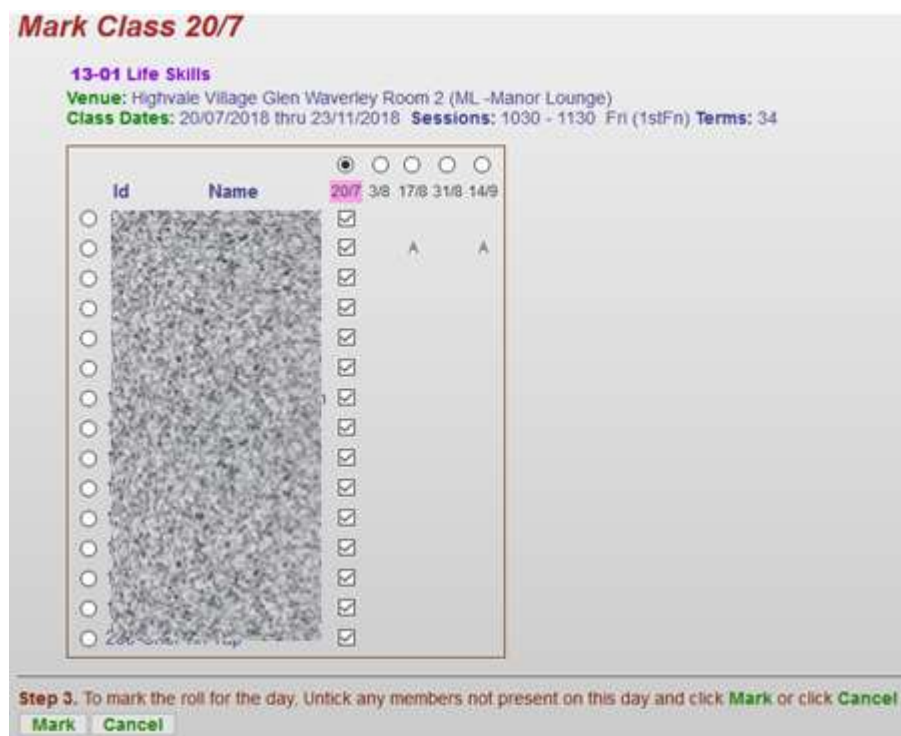 Mark Class 20/7
13-01 Life Skills
Venue: Highvale Village Glen Waverley Room 2 (ML -Manor Lounge)
Class Dates: 20/07/2018 thru 23/11/2018 Sessions: 1030 - 1130 Fri (1stFn) Terms: 34
Id Name 20/7 3/8 17/8 31/8 14/9
A A
Step 3. To mark the roll for the day, Untick any members not present on this day and click Mark or click Cancel
Mark Cancel